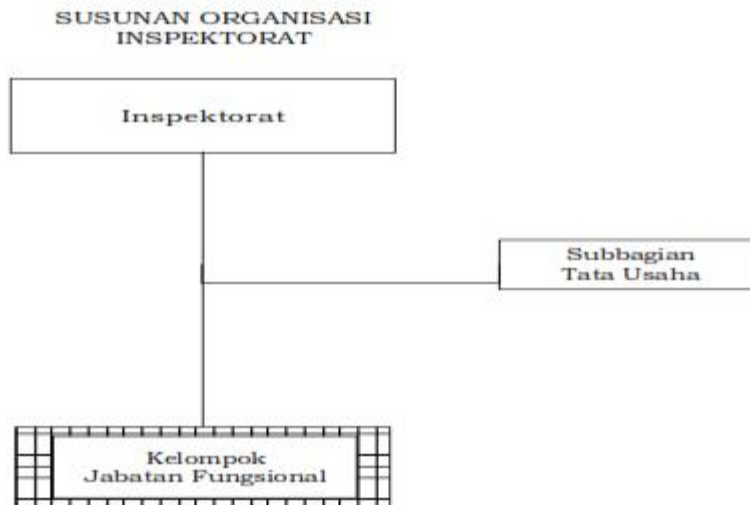 SUSUNAN ORGANISASI
INSPEKTORAT
Inspektorat
Subbagian
Tata Usaha
Kelompok
Jabatan Fungsional